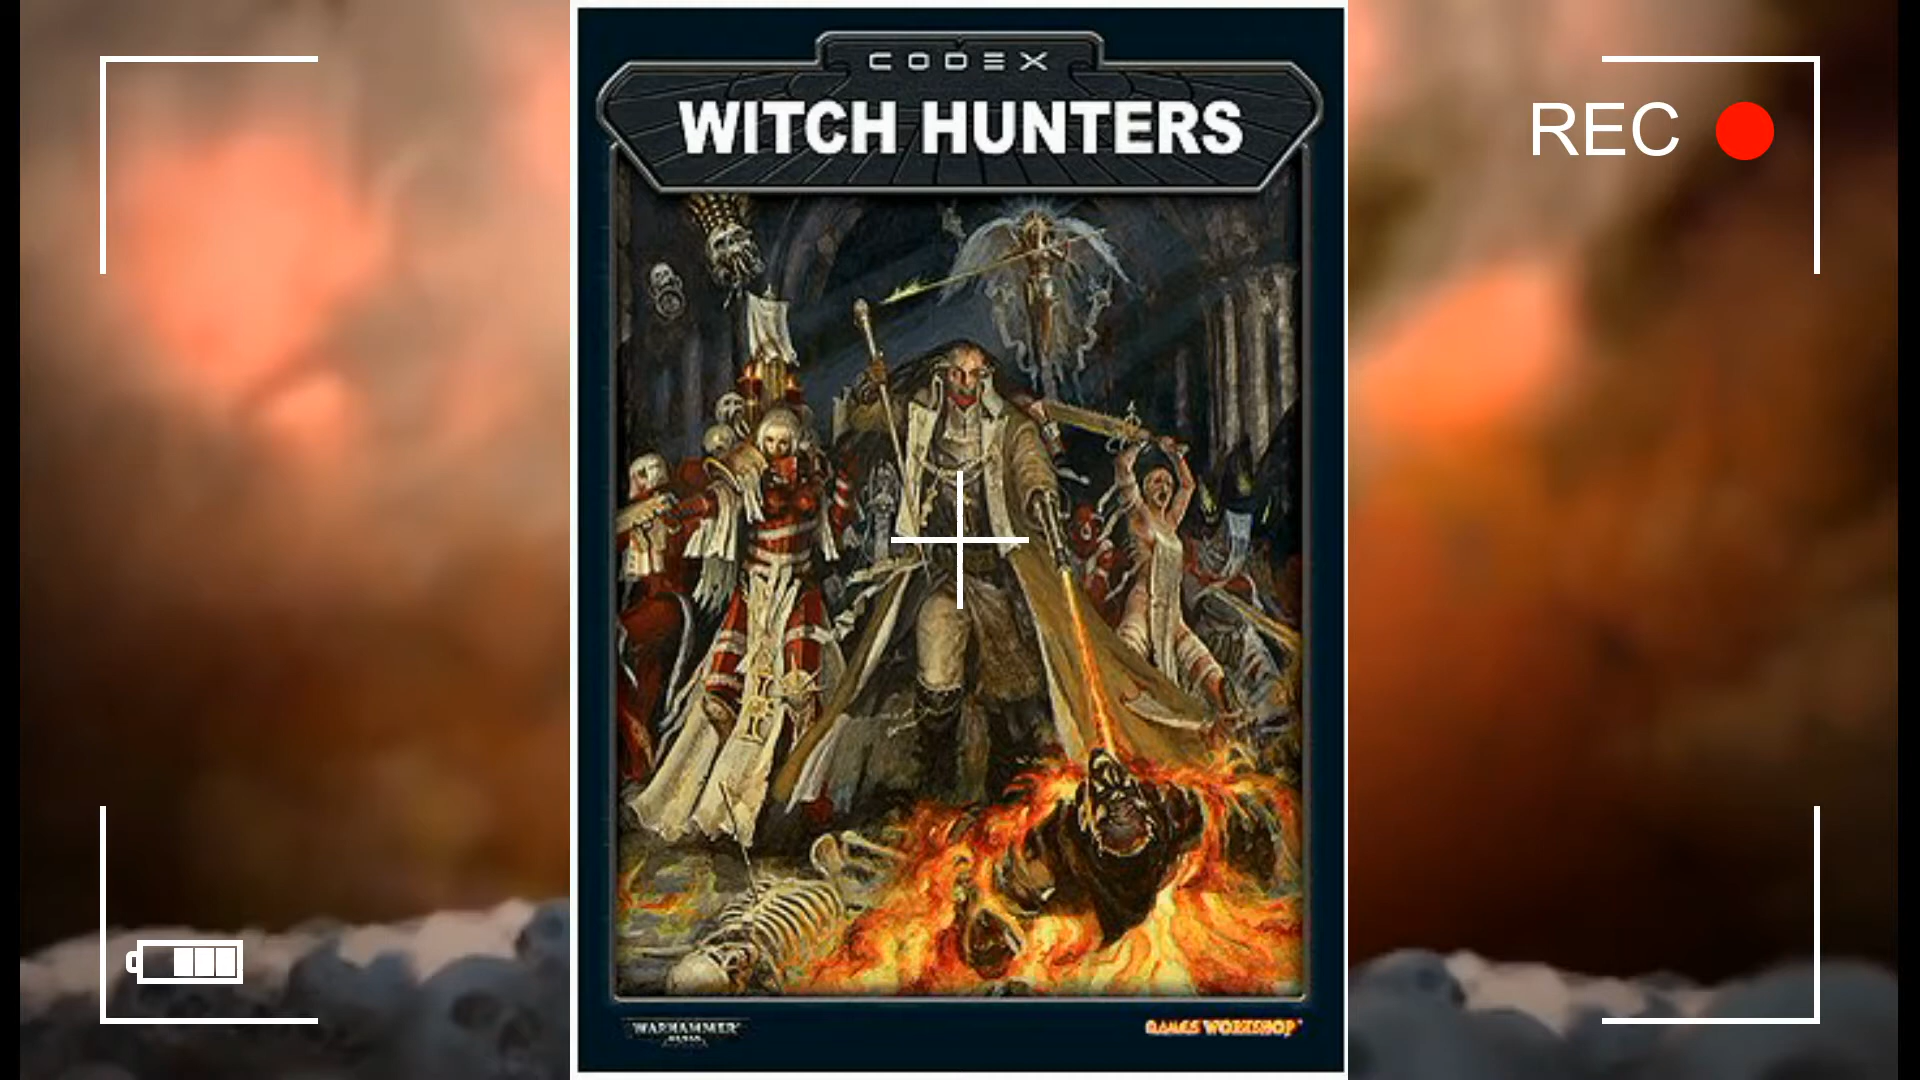 CODEX
WITCH HUNTERS
REC
WARHAMMER
GAMES WORKSHOP